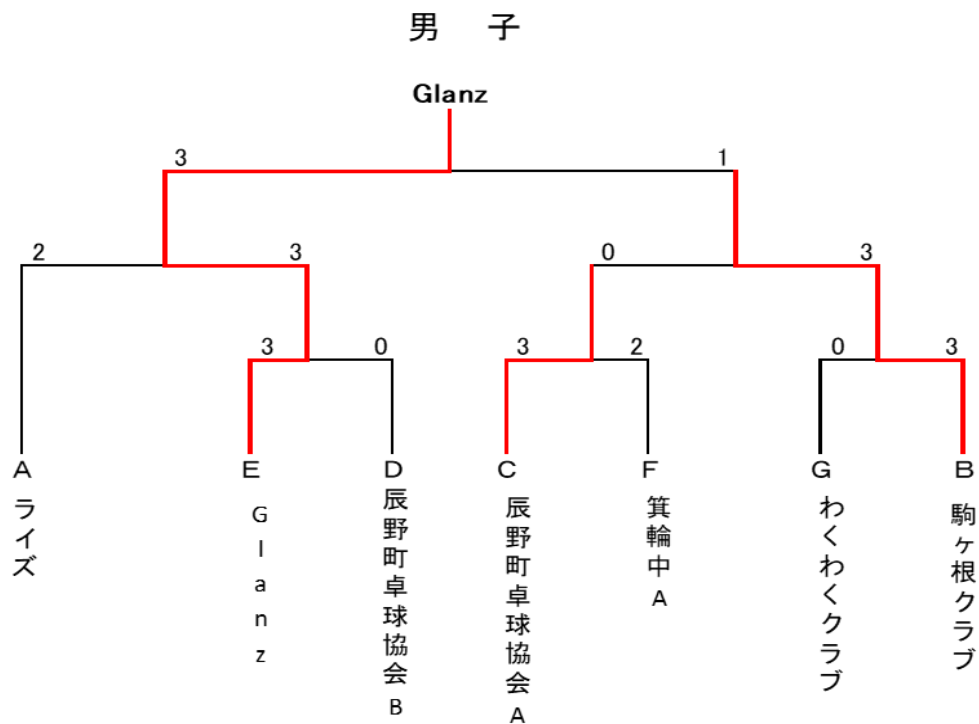 男 子
Glanz
3 1
2 3 0 3
3 0 3 2 0 3
A E D C F G B
ライズ
Glanz
辰野町卓球協会B
辰野町卓球協会A
箕輪中A
わくわくクラブ
駒ヶ根クラブ